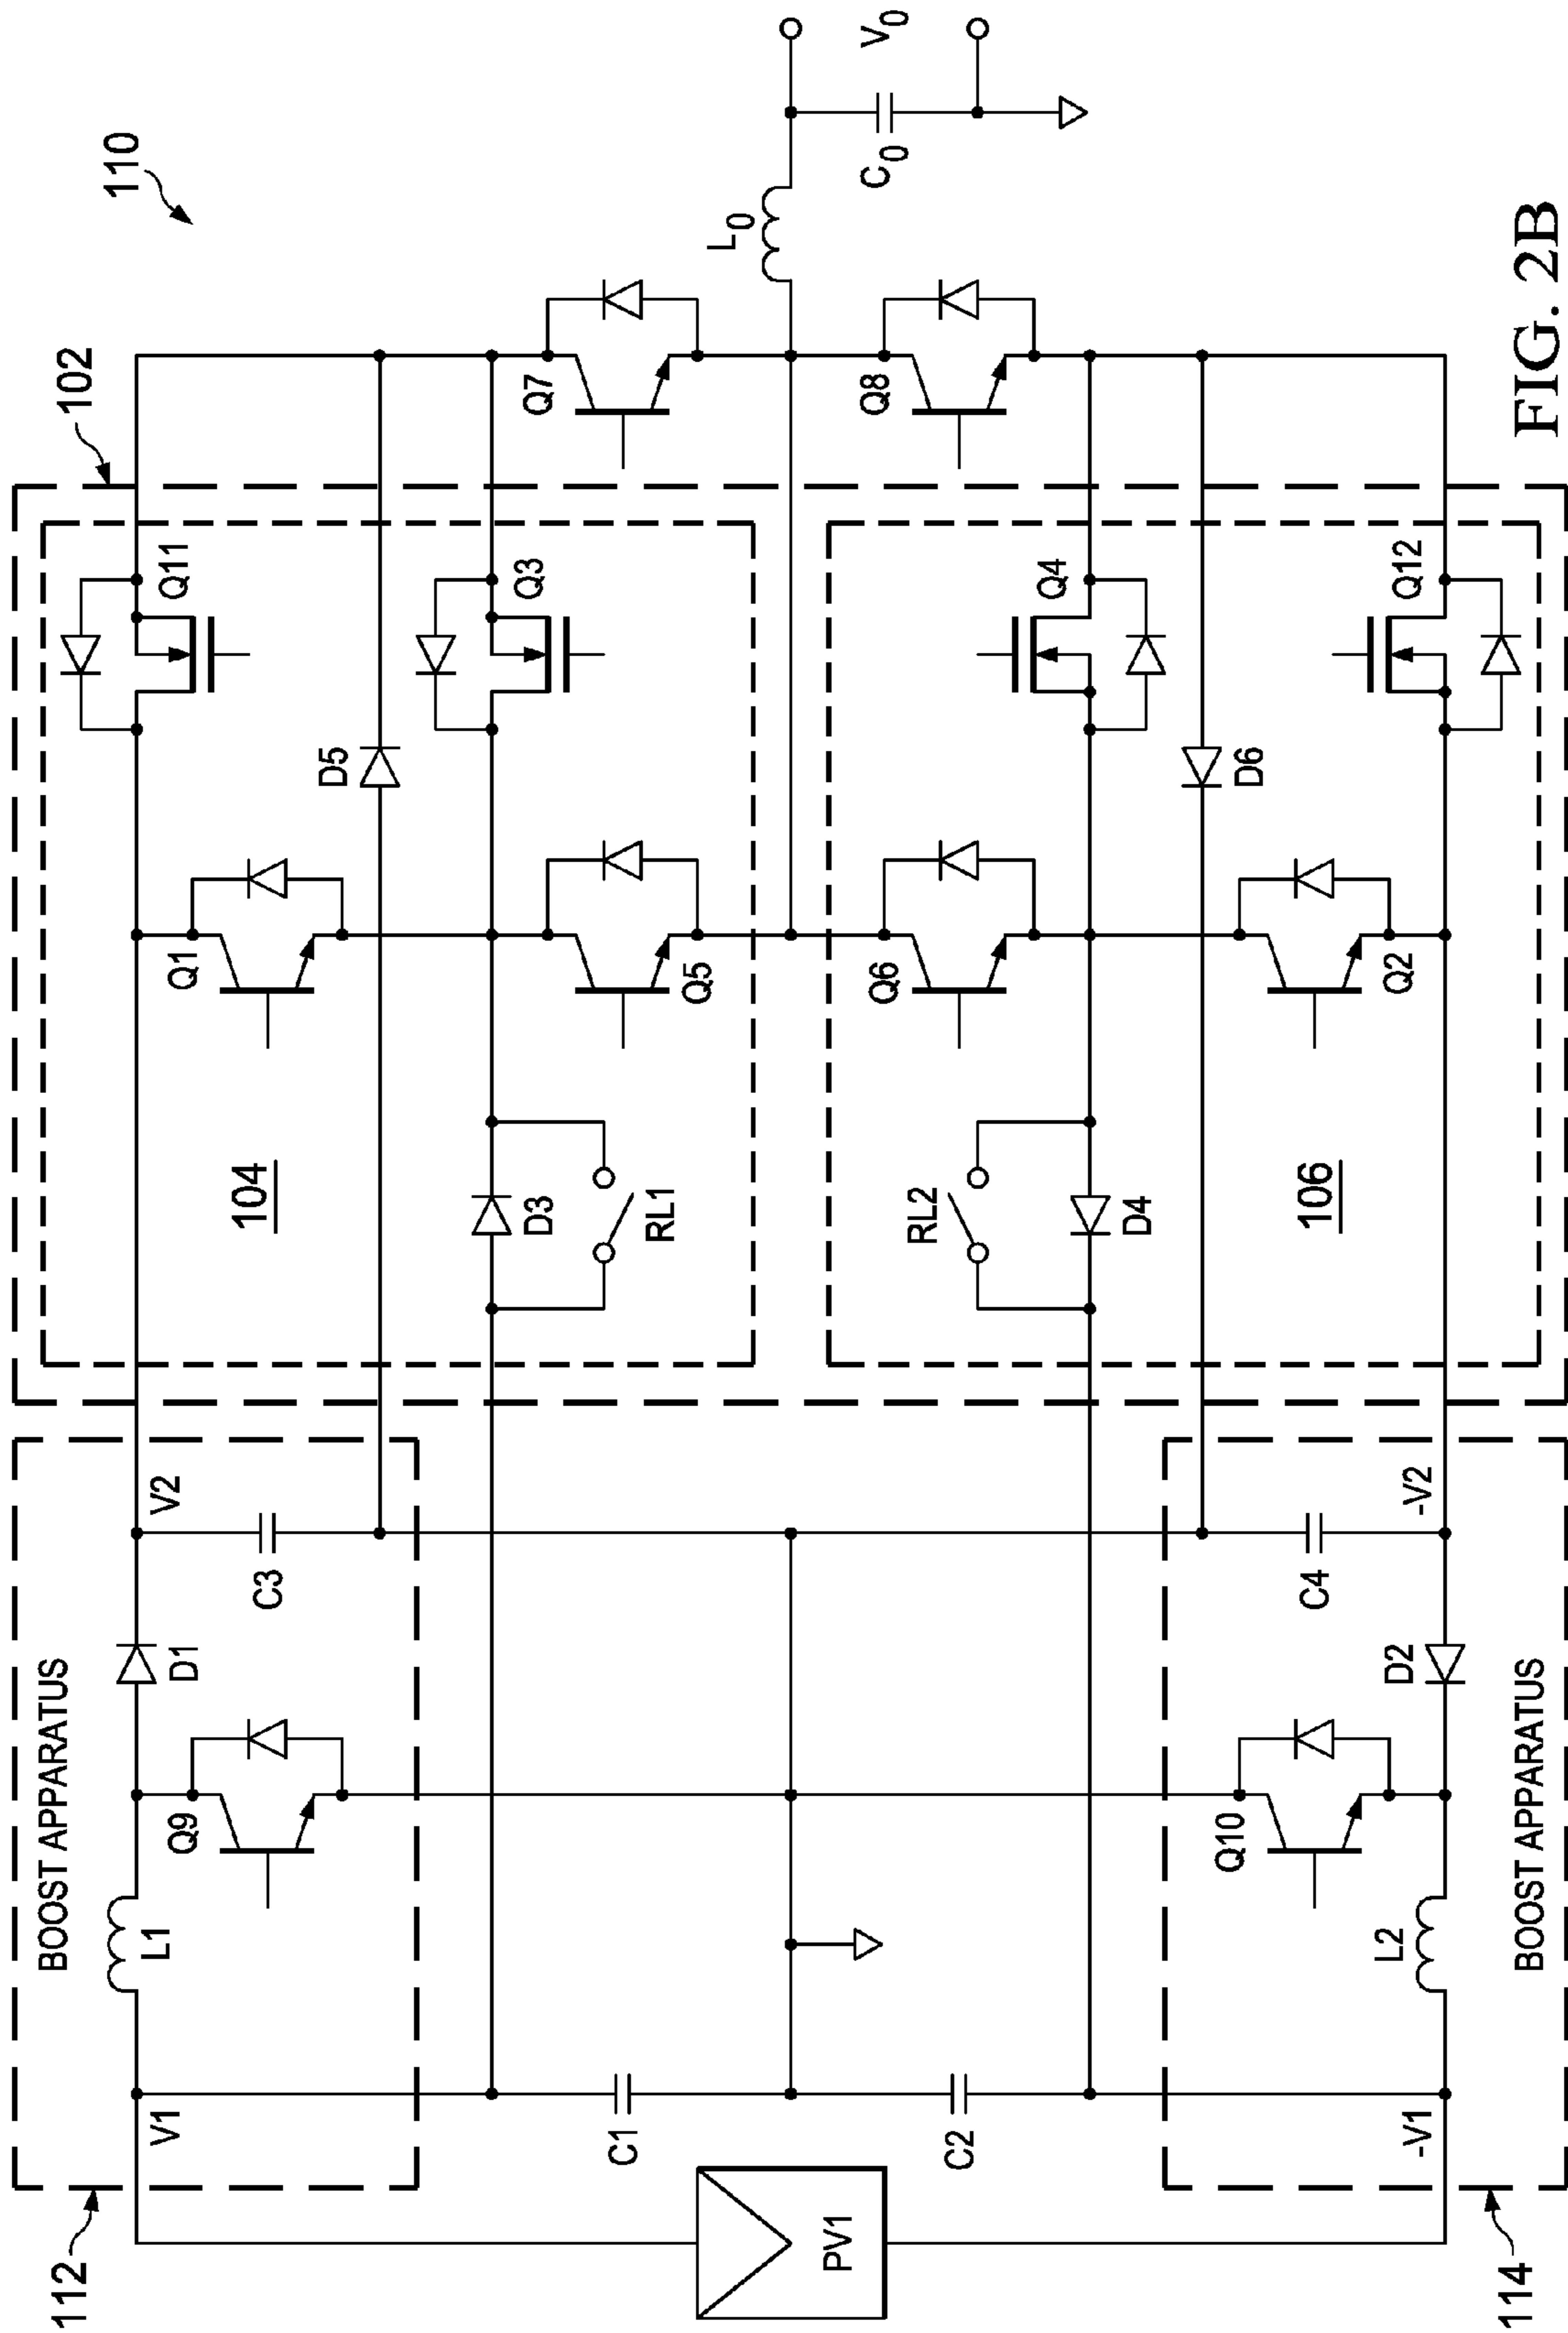 110
102
BOOST APPARATUS
112
V1
L1
Q9
D1
V2
C3
104
Q1
Q11
D5
Q3
Q7
D3
RL1
Q5
L0
C1
C0
V0
PV1
C2
RL2
Q6
Q4
Q8
D4
D6
106
Q10
C4
Q2
Q12
-V1
L2
D2
-V2
BOOST APPARATUS
114
FIG. 2B